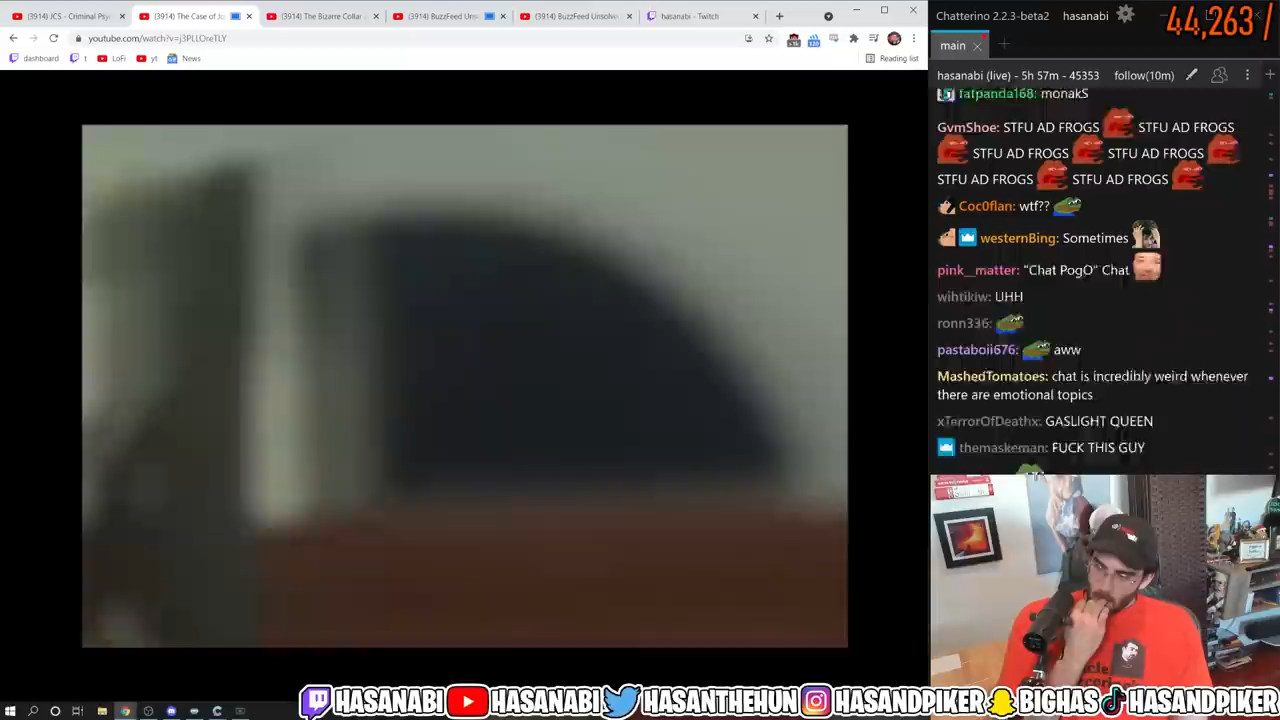 (3914) JCS - Criminal Psy
(3914) The Case of Jo
(3914) The Bizarre Collar
(3914) BuzzFeed Uns
(3914) BuzzFeed Unsolve
hasanabi - Twitch
youtube.com/watch?v=j3PLLOreTLY
dashboard
t
LoFi
yt
News
Reading list
Chatterino 2.2.3-beta2
hasanabi
44,263 /
main
hasanabi (live) - 5h 57m - 45353
follow(10m)
fatpanda168: monakS
GvmShoe: STFU AD FROGS STFU AD FROGS
STFU AD FROGS STFU AD FROGS
STFU AD FROGS STFU AD FROGS
Coc0flan: wtf??
westernBing: Sometimes
pink__matter: "Chat PogO" Chat
wihtikiw: UHH
ronn336:
pastaboii676: aww
MashedTomatoes: chat is incredibly weird whenever
there are emotional topics
xTerrorOfDeathx: GASLIGHT QUEEN
themaskeman: FUCK THIS GUY
HASANABI
HASANABI
HASANTHEHUN
HASANDPIKER
BIGHAS
HASANDPIKER